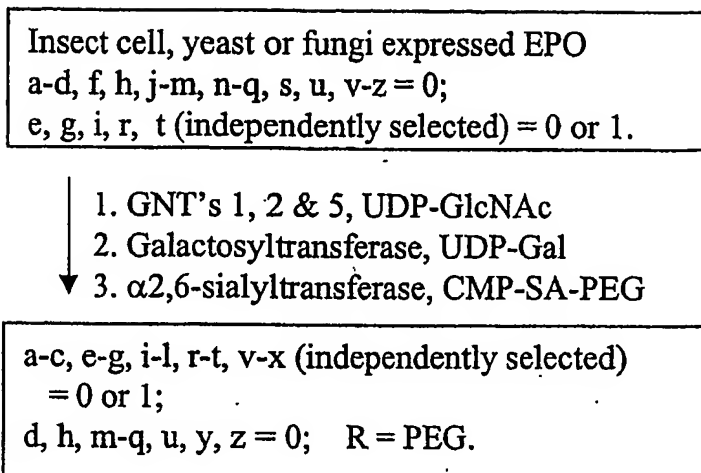 Insect cell, yeast or fungi expressed EPO
a-d, f, h, j-m, n-q, s, u, v-z = 0;
e, g, i, r, t (independently selected) = 0 or 1.
1. GNT's 1, 2 & 5, UDP-GlcNAc
2. Galactosyltransferase, UDP-Gal
3. α2,6-sialyltransferase, CMP-SA-PEG
a-c, e-g, i-l, r-t, v-x (independently selected)
= 0 or 1;
d, h, m-q, u, y, z = 0; R = PEG.